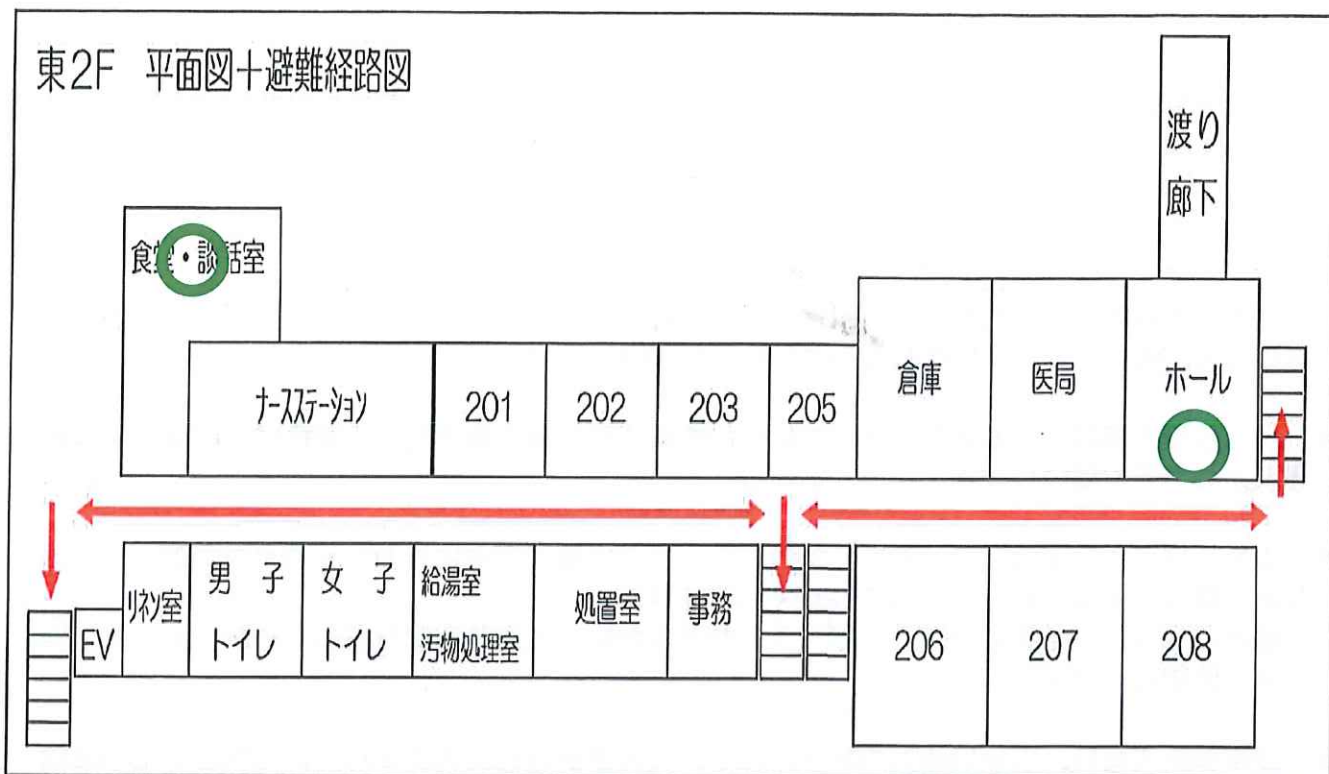 東2F 平面図＋避難経路図
渡り
廊下
食堂・談話室
ナースステーション
201
202
203
205
倉庫
医局
ホール
EV
リネン室
男子
トイレ
女子
トイレ
給湯室
汚物処理室
処置室
事務
206
207
208